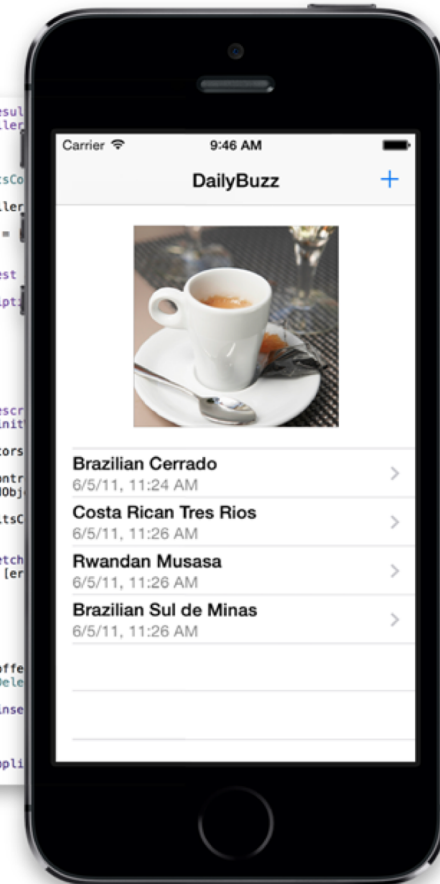 Carrier
9:46 AM
DailyBuzz
+
Brazilian Cerrado
6/5/11, 11:24 AM
Costa Rican Tres Rios
6/5/11, 11:26 AM
Rwandan Musasa
6/5/11, 11:26 AM
Brazilian Sul de Minas
6/5/11, 11:26 AM